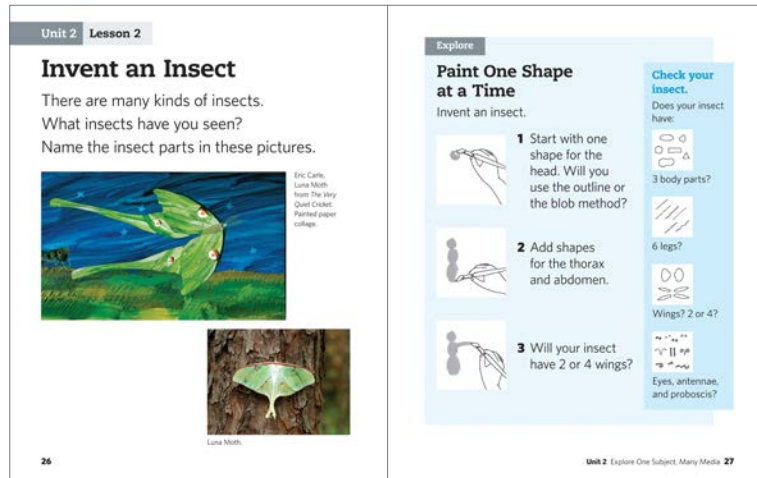 Unit 2 Lesson 2
Invent an Insect
There are many kinds of insects.
What insects have you seen?
Name the insect parts in these pictures.
Eric Carle,
Luna Moth
from The Very
Quiet Cricket.
Painted paper
collage.
Luna Moth.
26
Explore
Paint One Shape
at a Time
Invent an insect.
1 Start with one
shape for the
head. Will you
use the outline or
the blob method?
2 Add shapes
for the thorax
and abdomen.
3 Will your insect
have 2 or 4 wings?
Check your
insect.
Does your insect
have:
3 body parts?
6 legs?
Wings? 2 or 4?
Eyes, antennae,
and proboscis?
Unit 2 Explore One Subject, Many Media 27